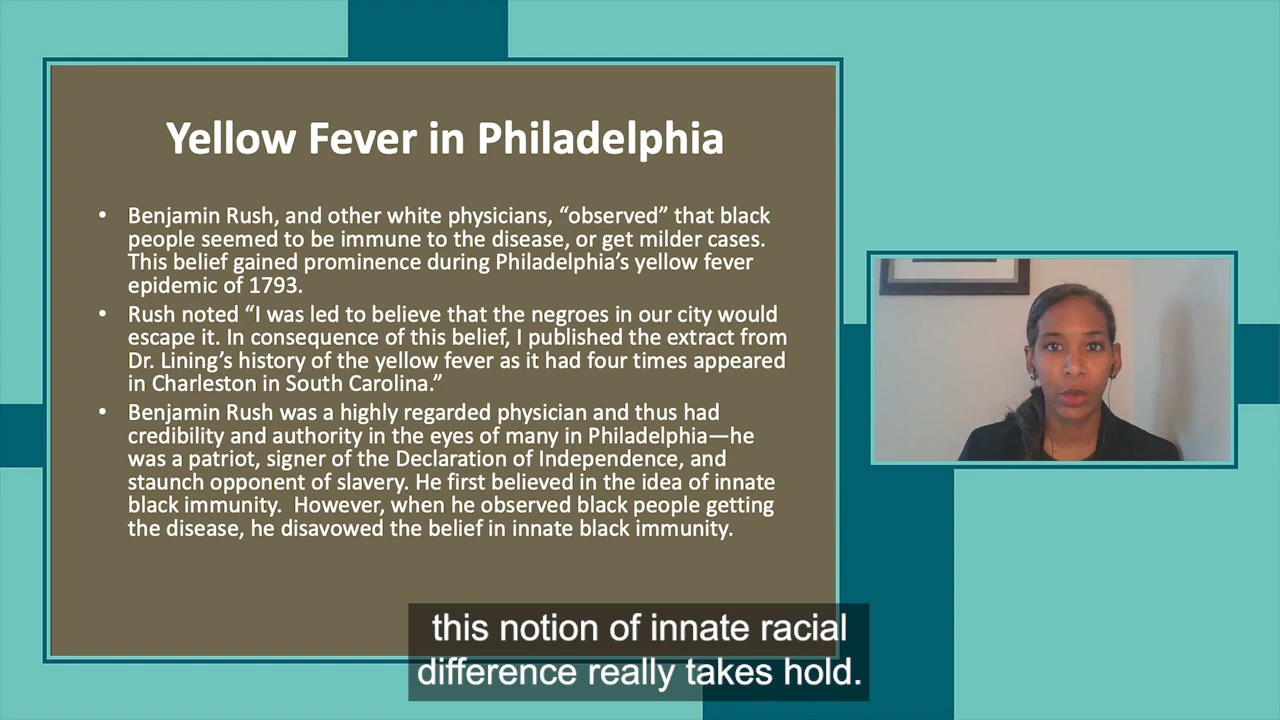 Yellow Fever in Philadelphia
• Benjamin Rush, and other white physicians, “observed” that black
people seemed to be immune to the disease, or get milder cases.
This belief gained prominence during Philadelphia’s yellow fever
epidemic of 1793.
• Rush noted “I was led to believe that the negroes in our city would
escape it. In consequence of this belief, I published the extract from
Dr. Lining’s history of the yellow fever as it had four times appeared
in Charleston in South Carolina.”
• Benjamin Rush was a highly regarded physician and thus had
credibility and authority in the eyes of many in Philadelphia—he
was a patriot, signer of the Declaration of Independence, and
staunch opponent of slavery. He first believed in the idea of innate
black immunity.  However, when he observed black people getting
the disease, he disavowed the belief in innate black immunity.
this notion of innate racial
difference really takes hold.